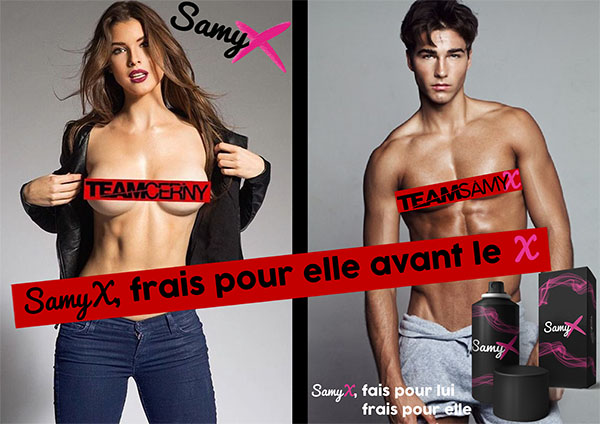 SamyX
TEAMCERNY
TEAMSAMYX
SamyX, frais pour elle avant le X
SamyX
SamyX
SamyX, fais pour lui
frais pour elle